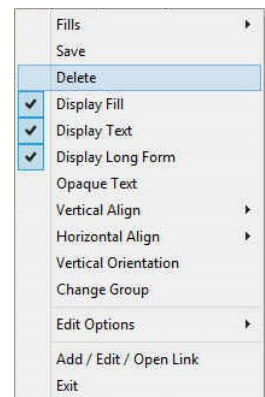 Fills
Save
Delete
Display Fill
Display Text
Display Long Form
Opaque Text
Vertical Align
Horizontal Align
Vertical Orientation
Change Group
Edit Options
Add / Edit / Open Link
Exit